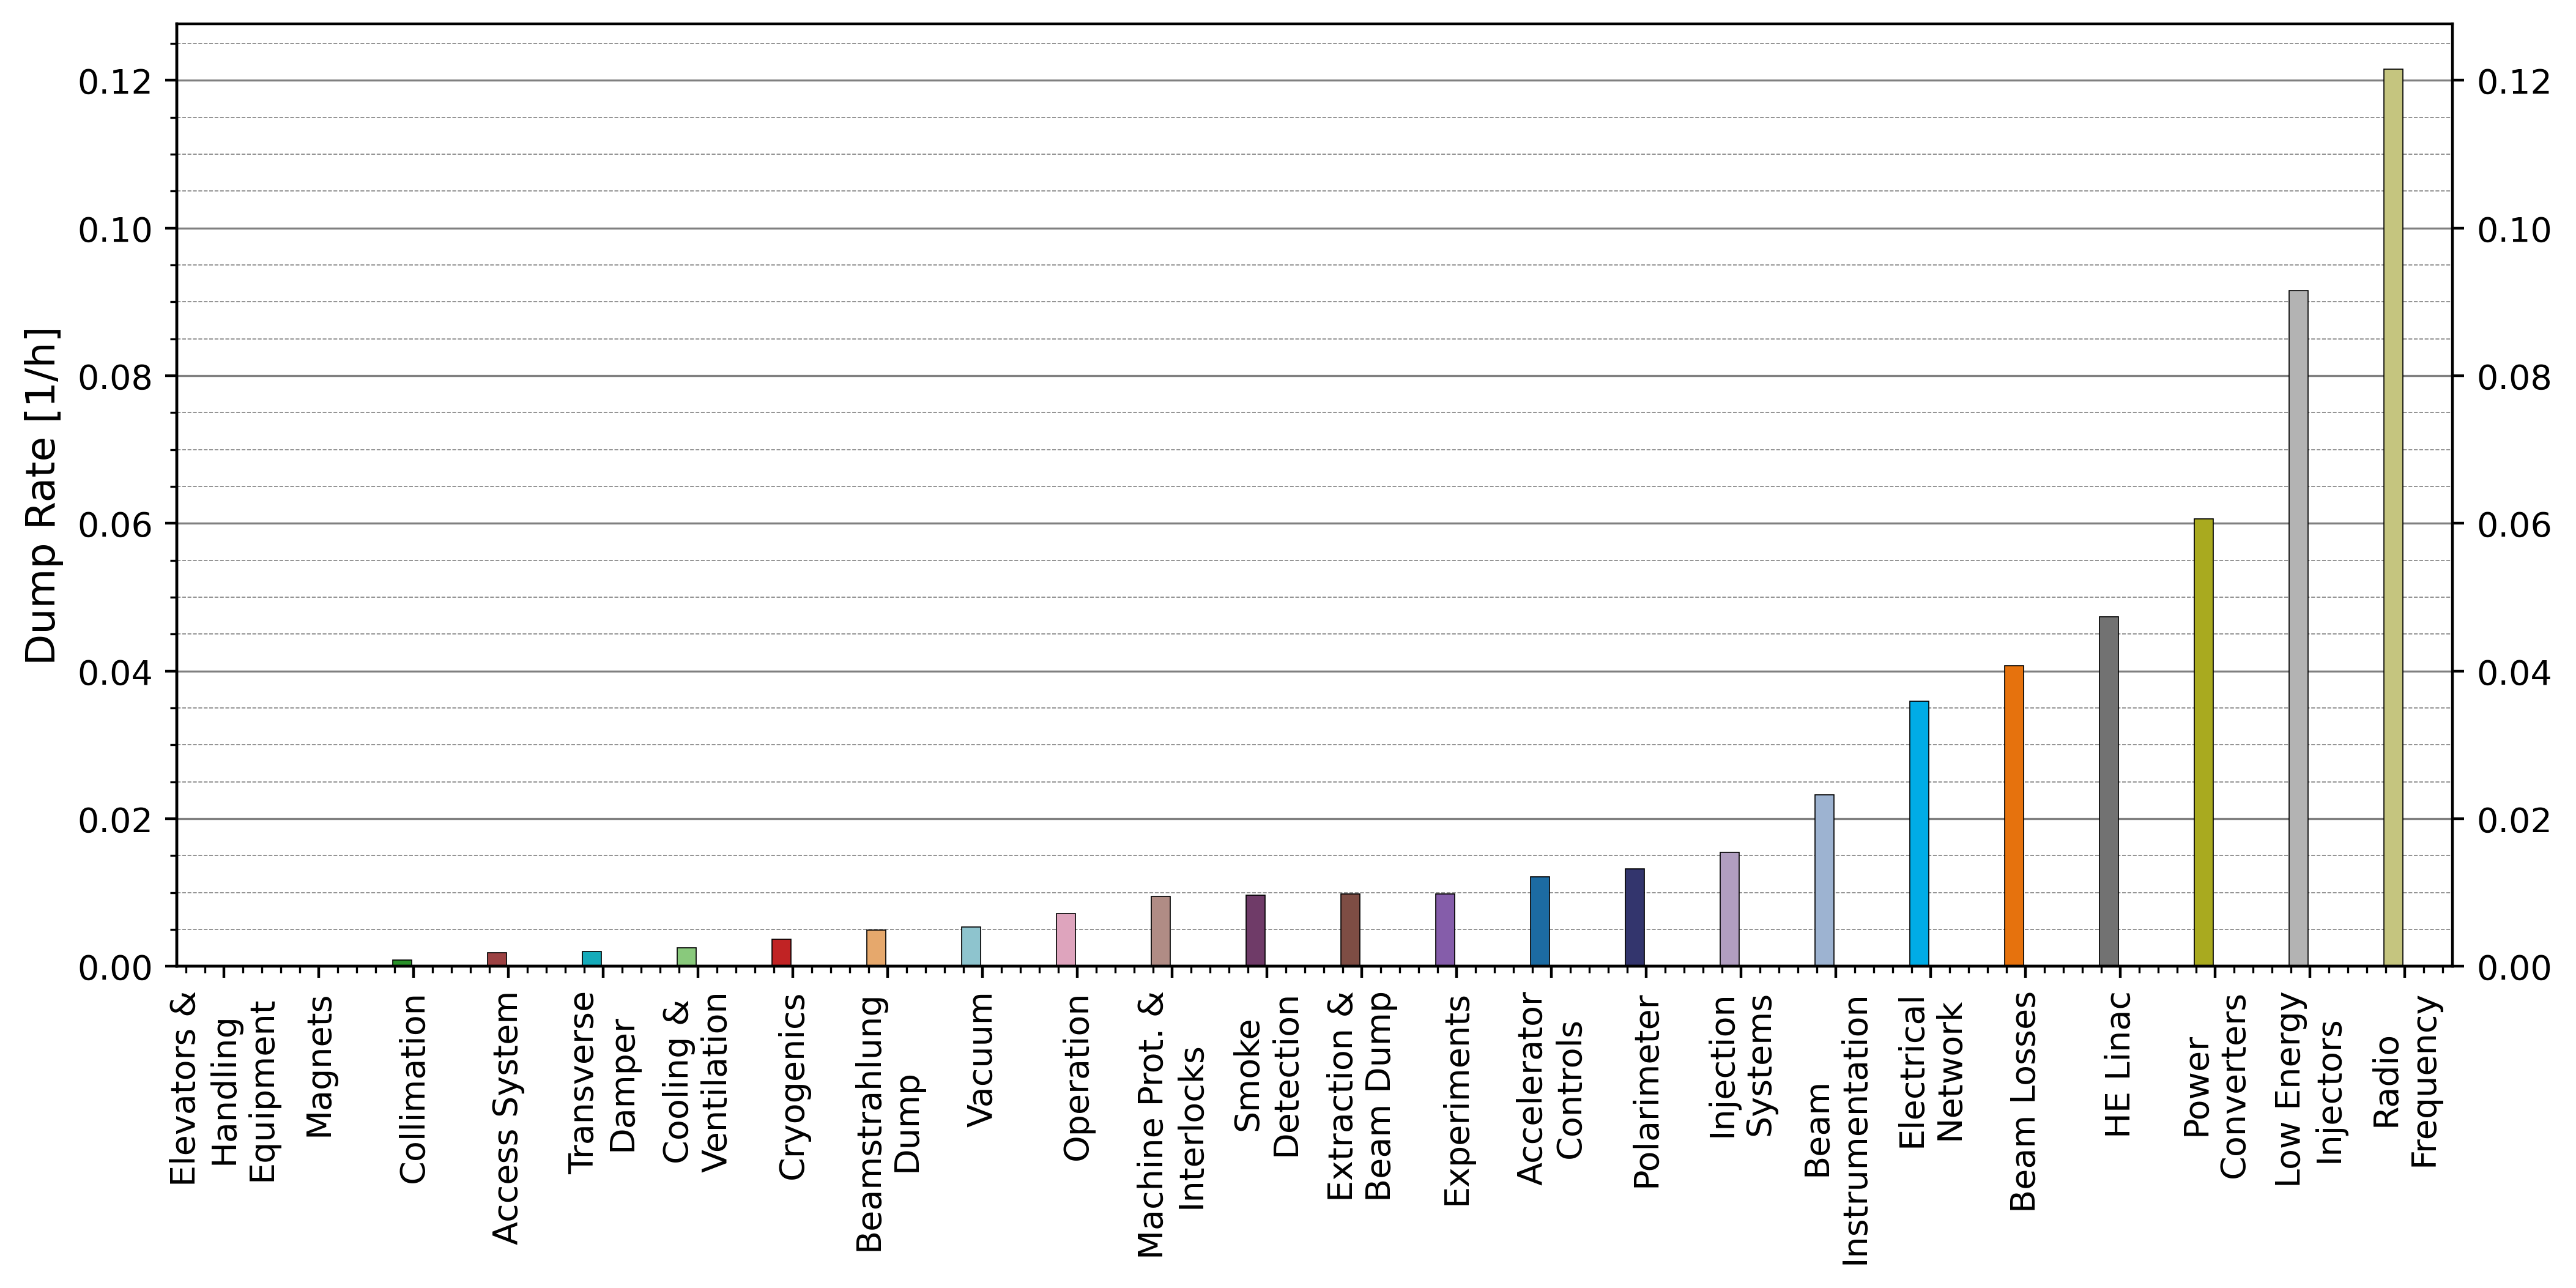 Dump Rate [1/h]
0.12
0.10
0.08
0.06
0.04
0.02
0.00
0.12
0.10
0.08
0.06
0.04
0.02
0.00
Elevators &
Handling
Equipment
Magnets
Collimation
Access System
Transverse
Damper
Cooling &
Ventilation
Cryogenics
Beamstrahlung
Dump
Vacuum
Operation
Machine Prot. &
Interlocks
Smoke
Detection
Extraction &
Beam Dump
Experiments
Accelerator
Controls
Polarimeter
Injection
Systems
Beam
Instrumentation
Electrical
Network
Beam Losses
HE Linac
Power
Converters
Low Energy
Injectors
Radio
Frequency